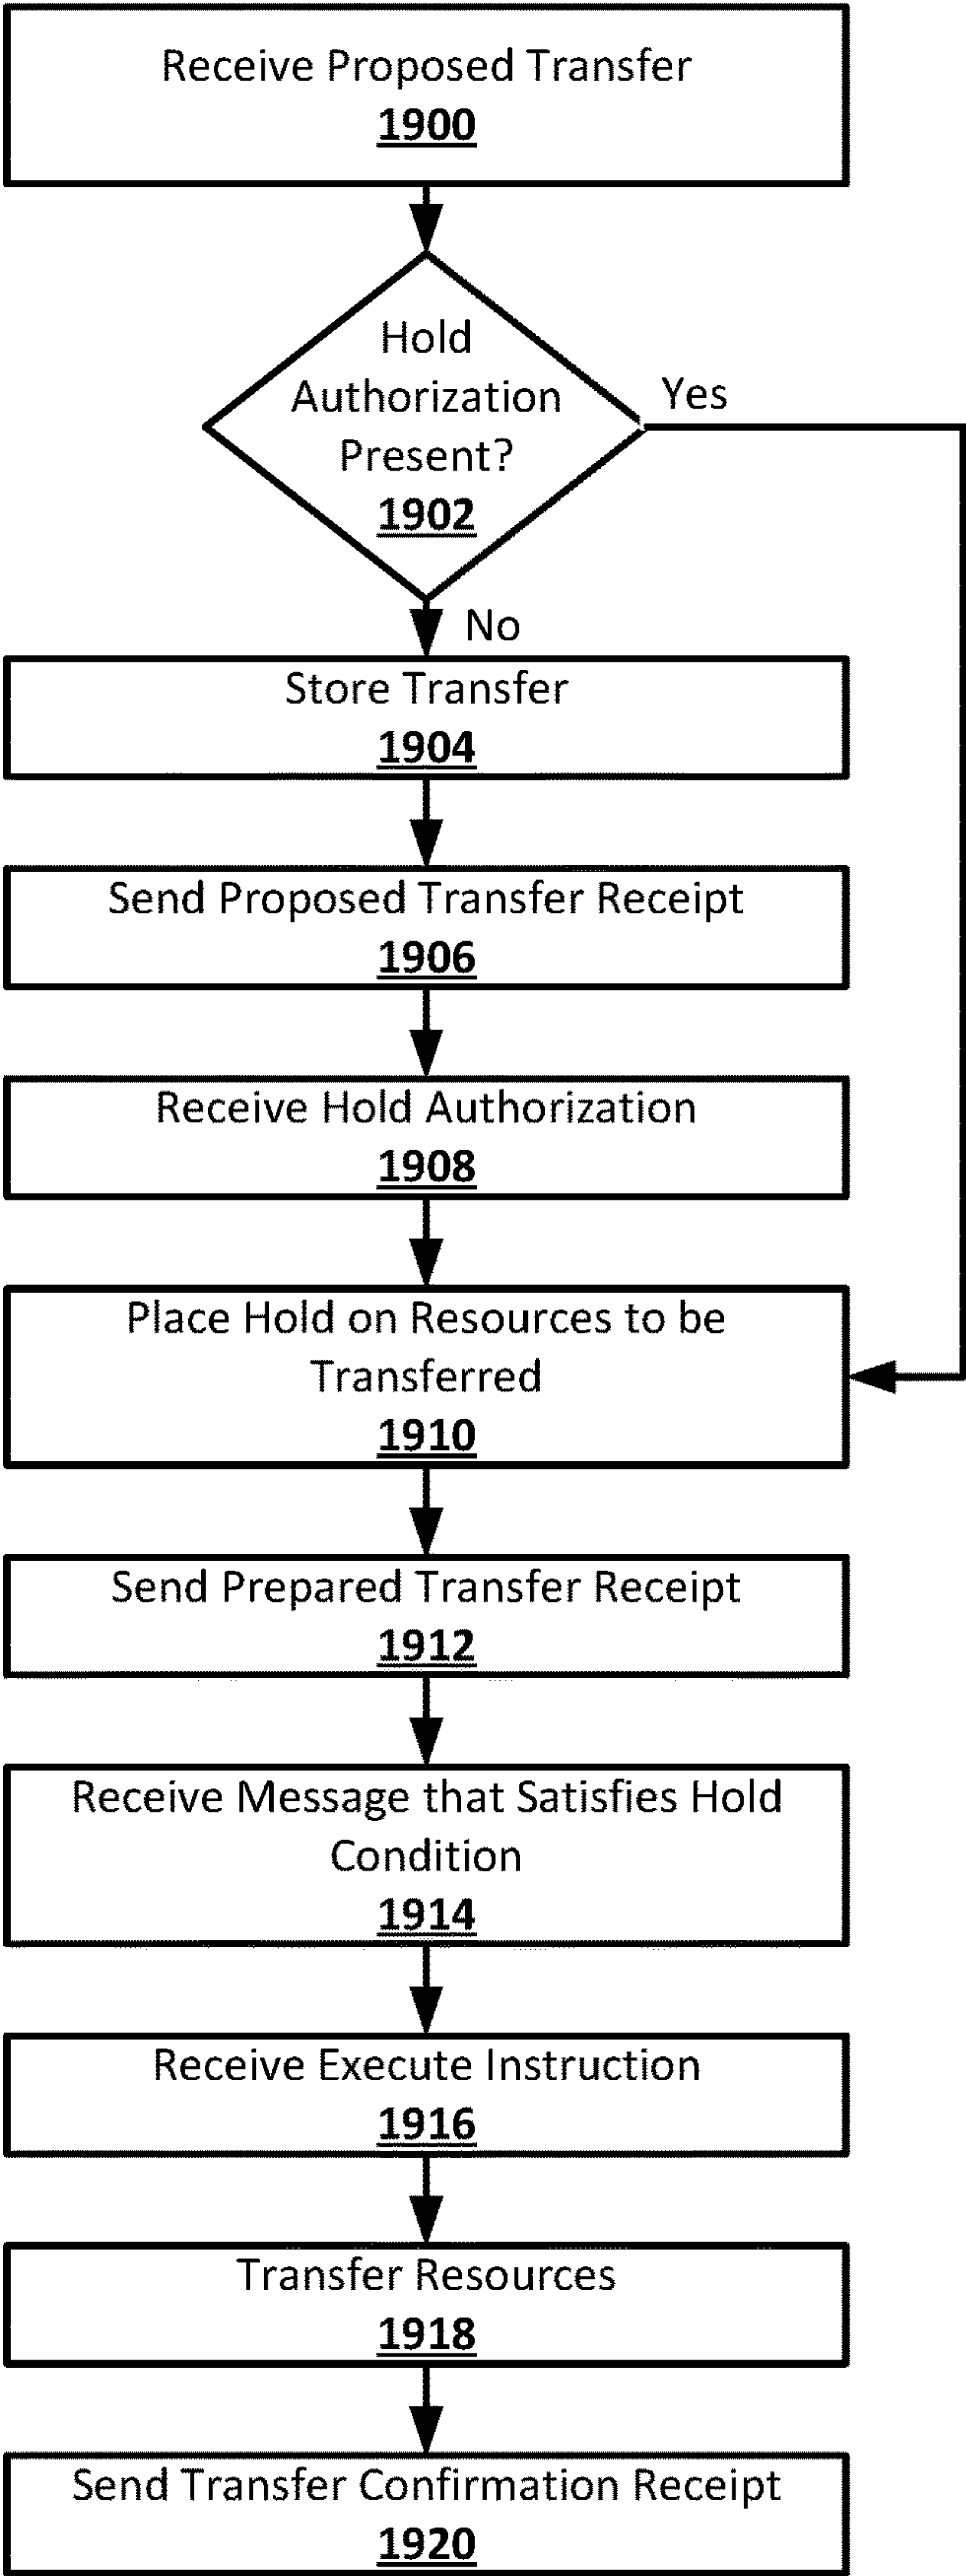 Receive Proposed Transfer
1900
Hold
Authorization
Present?
1902
Yes
No
Store Transfer
1904
Send Proposed Transfer Receipt
1906
Receive Hold Authorization
1908
Place Hold on Resources to be
Transferred
1910
Send Prepared Transfer Receipt
1912
Receive Message that Satisfies Hold
Condition
1914
Receive Execute Instruction
1916
Transfer Resources
1918
Send Transfer Confirmation Receipt
1920